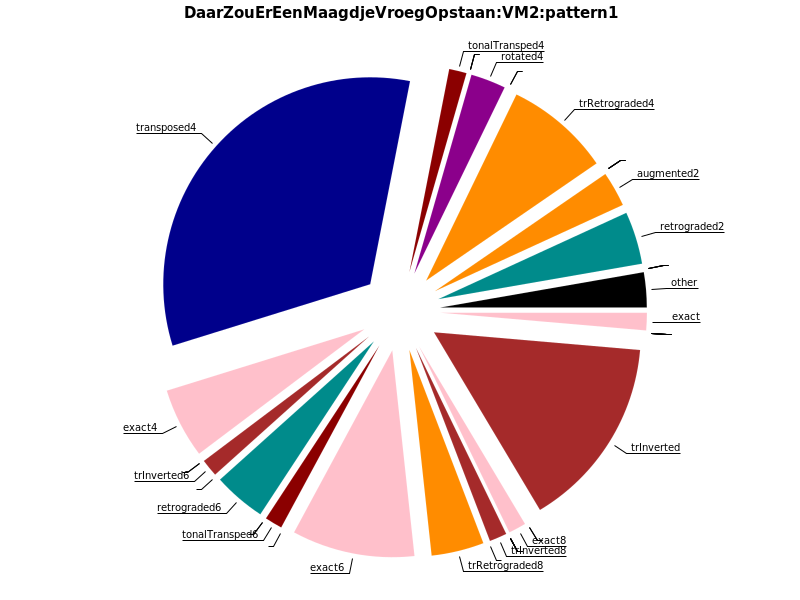 DaarZouErEenMaagdjeVroegOpstaan:VM2:pattern1
tonalTransped4
rotated4
trRetrograded4
transposed4
augmented2
retrograded2
other
exact
exact4
trInverted
trInverted6
retrograded6
tonalTransped6
exact8
trInverted8
trRetrograded8
exact6